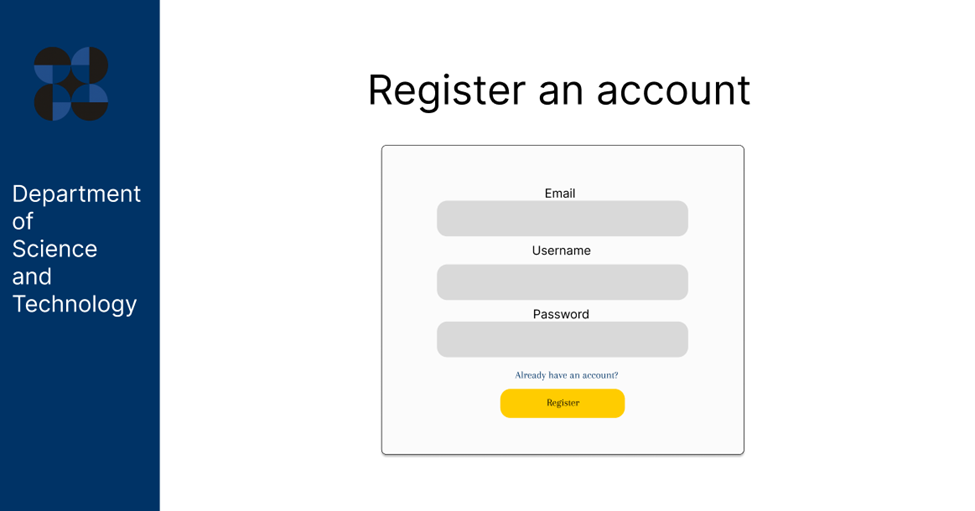 Department
of
Science
and
Technology
Register an account
Email
Username
Password
Already have an account?
Register